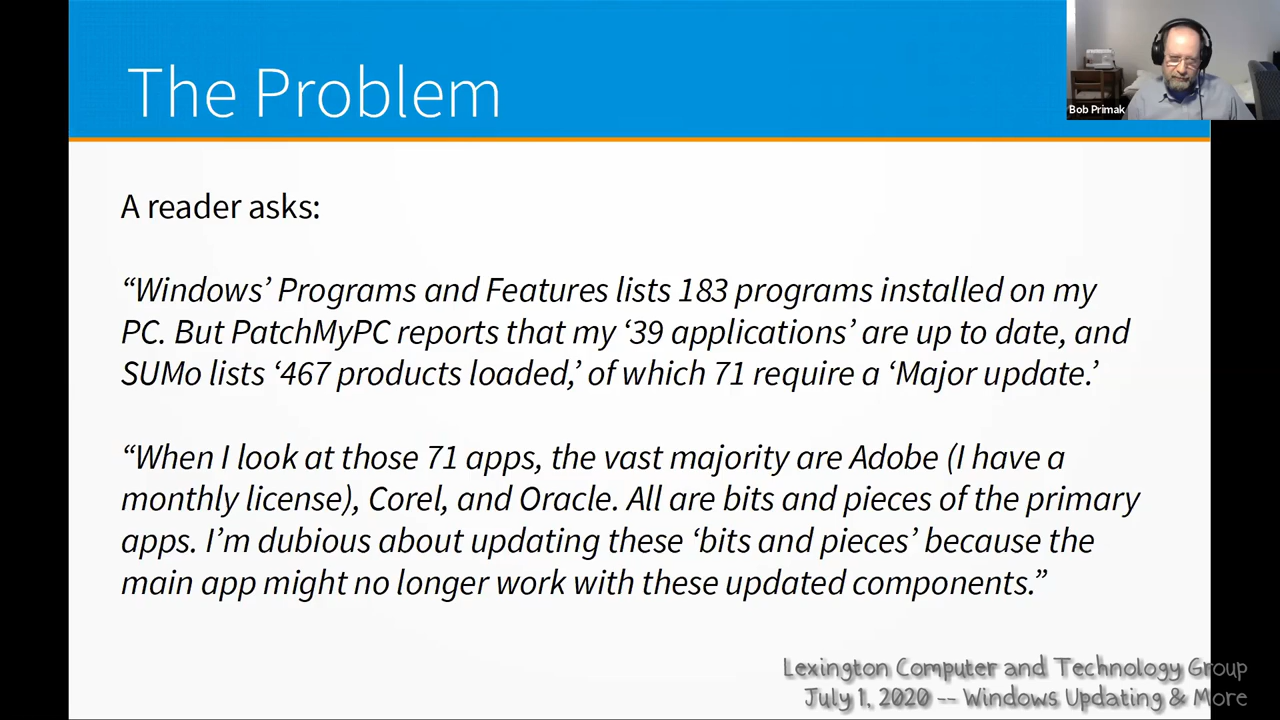 The Problem
Bob Primak
A reader asks:
“Windows’ Programs and Features lists 183 programs installed on my
PC. But PatchMyPC reports that my ‘39 applications’ are up to date, and
SUMo lists ‘467 products loaded,’ of which 71 require a ‘Major update.’
“When I look at those 71 apps, the vast majority are Adobe (I have a
monthly license), Corel, and Oracle. All are bits and pieces of the primary
apps. I’m dubious about updating these ‘bits and pieces’ because the
main app might no longer work with these updated components.”
Lexington Computer and Technology Group
July 1, 2020 -- Windows Updating & More